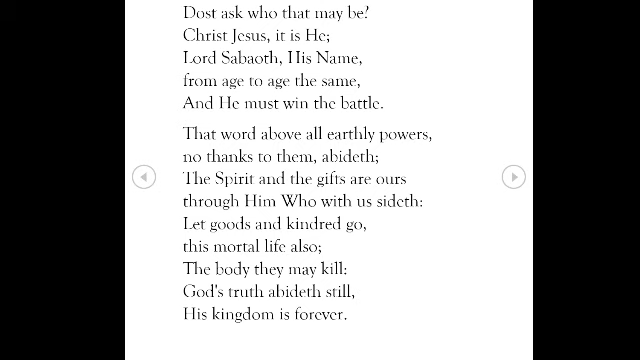 Dost ask who that may be?
Christ Jesus, it is He;
Lord Sabaoth, His Name,
from age to age the same,
And He must win the battle.
That word above all earthly powers,
no thanks to them, abideth;
The Spirit and the gifts are ours
through Him Who with us sideth:
Let goods and kindred go,
this mortal life also;
The body they may kill:
God's truth abideth still,
His kingdom is forever.